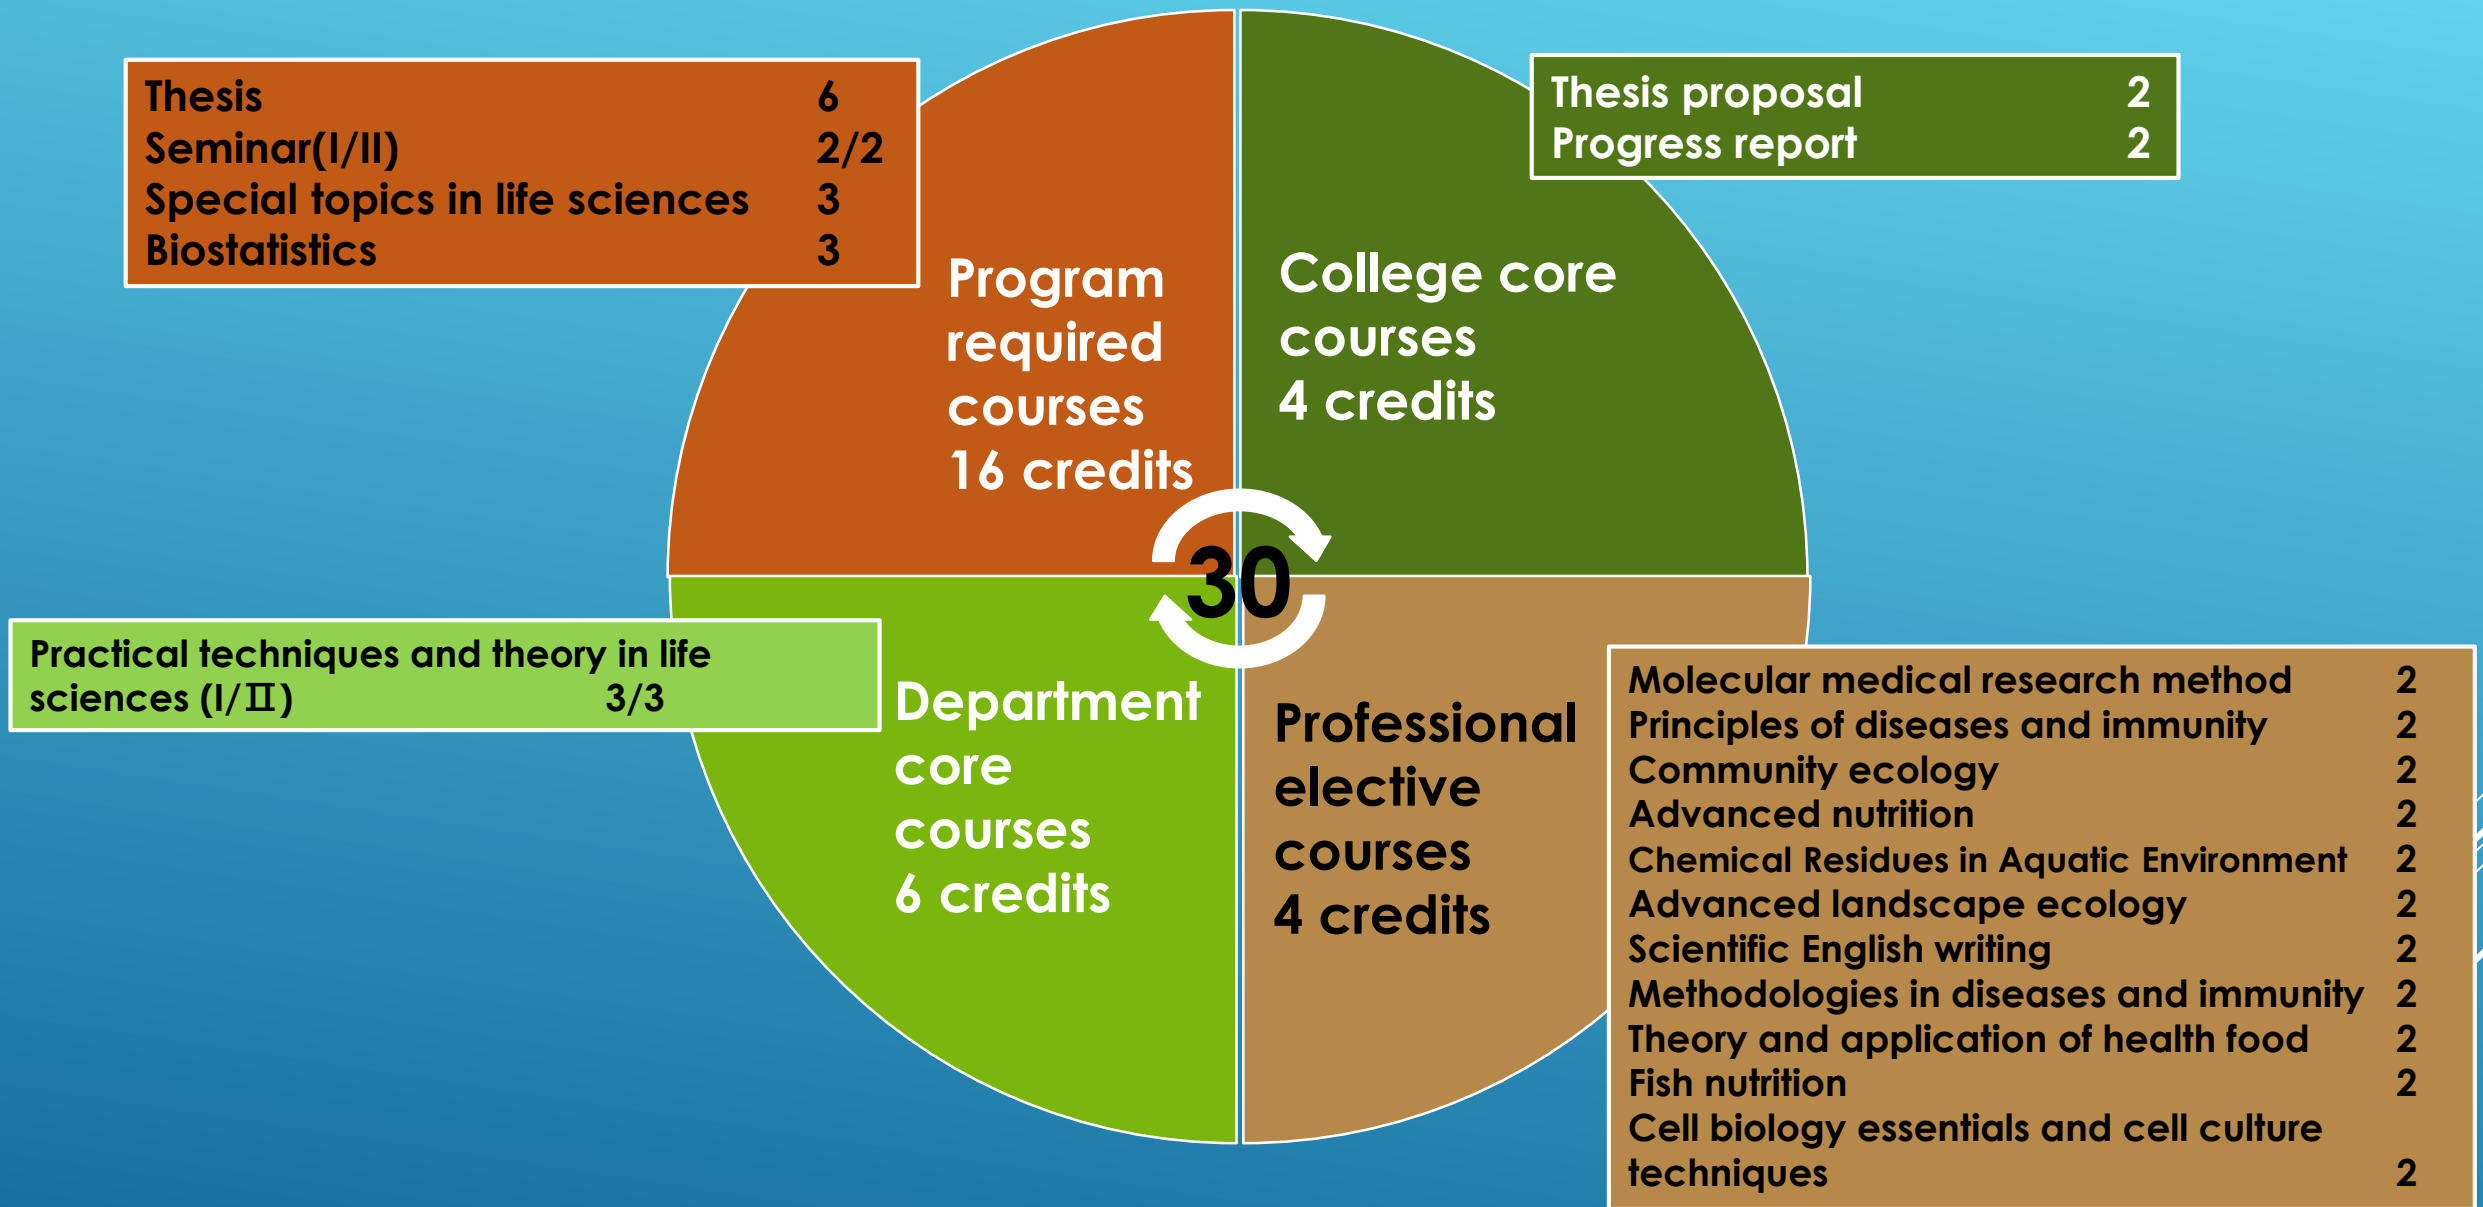 Thesis 6
Seminar(I/II) 2/2
Special topics in life sciences 3
Biostatistics 3
Program
required
courses
16 credits
Thesis proposal 2
Progress report 2
College core
courses
4 credits
30
Practical techniques and theory in life
sciences (I/Ⅱ) 3/3
Department
core
courses
6 credits
Professional
elective
courses
4 credits
Molecular medical research method 2
Principles of diseases and immunity 2
Community ecology 2
Advanced nutrition 2
Chemical Residues in Aquatic Environment 2
Advanced landscape ecology 2
Scientific English writing 2
Methodologies in diseases and immunity 2
Theory and application of health food 2
Fish nutrition 2
Cell biology essentials and cell culture
techniques 2